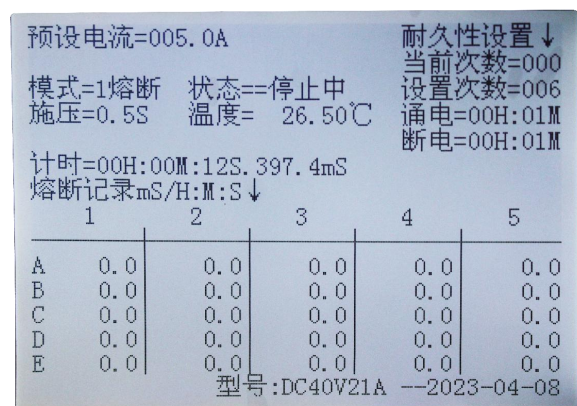 预设电流=005.0A 耐久性设置↓
当前次数=000
模式=1熔断 状态==停止中 设置次数=006
施压=0.5S 温度= 26.50℃ 通电=00H:01M
断电=00H:01M
计时=00H:00M:12S.397.4mS
熔断记录mS/H:M:S↓
1 2 3 4 5
A 0.0 0.0 0.0 0.0 0.0
B 0.0 0.0 0.0 0.0 0.0
C 0.0 0.0 0.0 0.0 0.0
D 0.0 0.0 0.0 0.0 0.0
E 0.0 0.0 0.0 0.0 0.0
型号:DC40V21A --2023-04-08